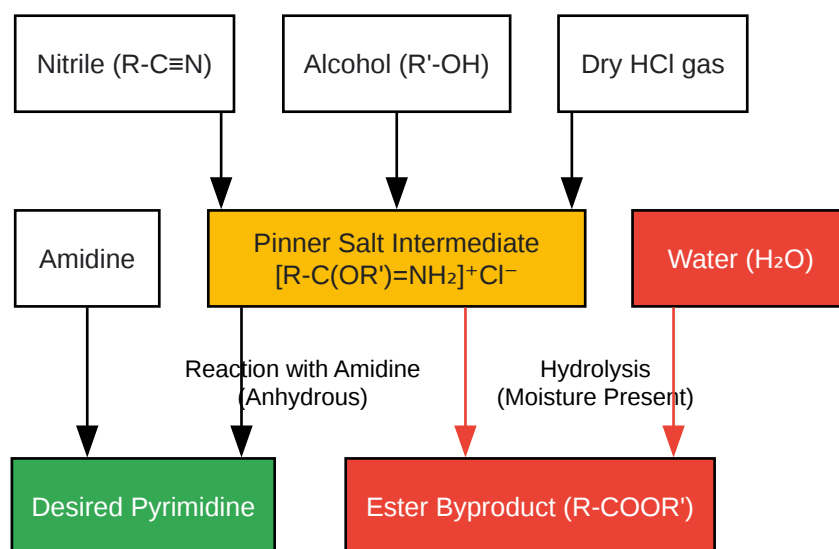 Nitrile (R-C≡N)
Alcohol (R'-OH)
Dry HCl gas
Amidine
Pinner Salt Intermediate
[R-C(OR')=NH₂]⁺Cl⁻
Water (H₂O)
Reaction with Amidine
(Anhydrous)
Hydrolysis
(Moisture Present)
Desired Pyrimidine
Ester Byproduct (R-COOR')